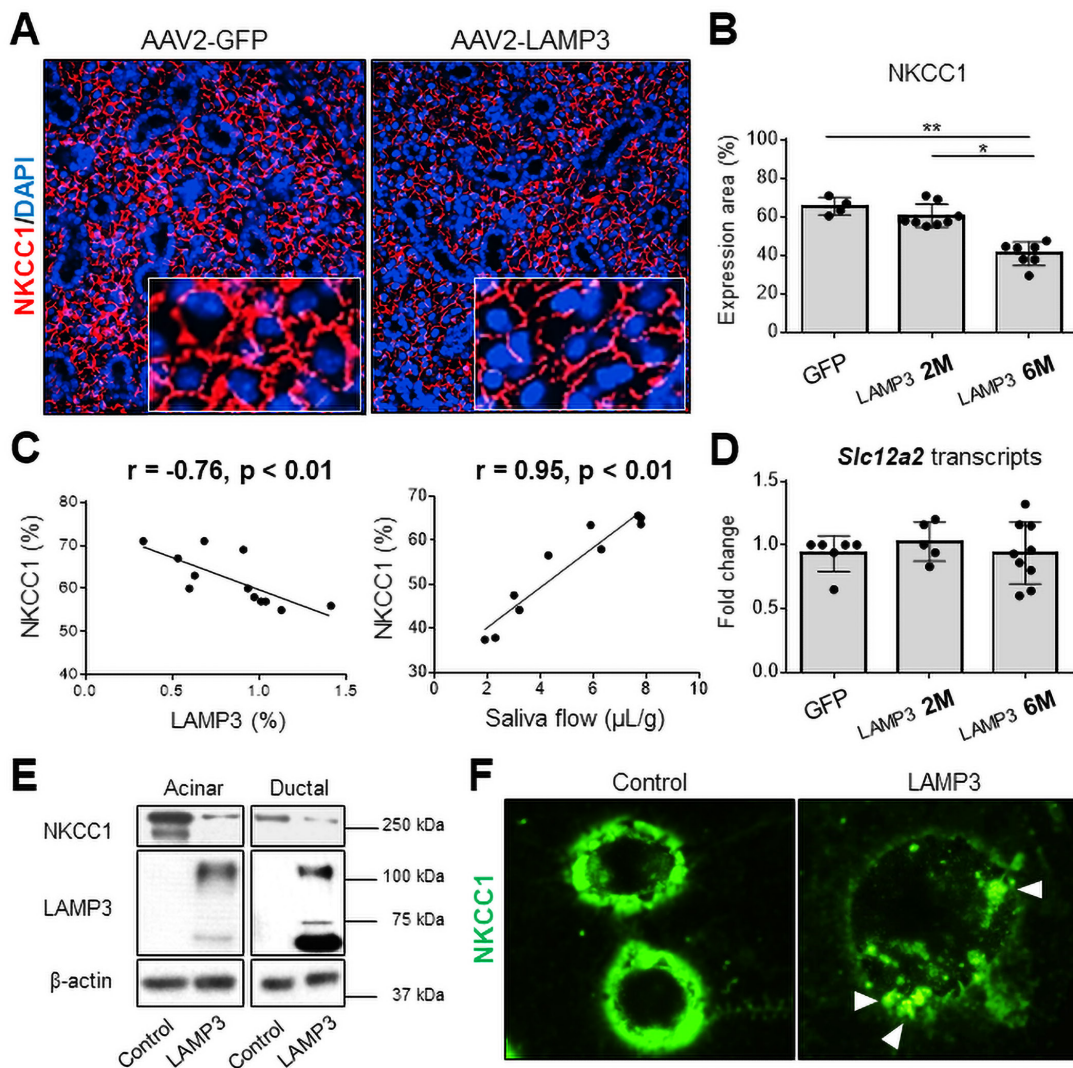 A
AAV2-GFP
AAV2-LAMP3
NKCC1/DAPI
B
NKCC1
**
*
Expression area (%)
100
80
60
40
20
0
GFP
LAMP3 2M
LAMP3 6M
C
r = -0.76, p < 0.01
NKCC1 (%)
80
70
60
50
40
0.0
0.5
1.0
1.5
LAMP3 (%)
r = 0.95, p < 0.01
NKCC1 (%)
70
60
50
40
30
0
2
4
6
8
10
Saliva flow (µL/g)
D
Slc12a2 transcripts
Fold change
1.5
1.0
0.5
0.0
GFP
LAMP3 2M
LAMP3 6M
E
Acinar
Ductal
NKCC1
250 kDa
LAMP3
100 kDa
75 kDa
β-actin
37 kDa
Control
LAMP3
Control
LAMP3
F
Control
LAMP3
NKCC1